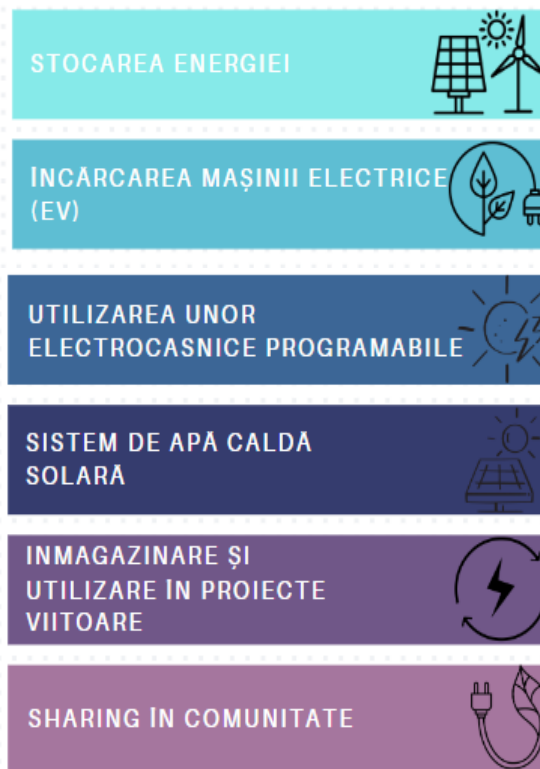 STOCAREA ENERGIEI
ÎNCĂRCAREA MAȘINII ELECTRICE
(EV)
UTILIZAREA UNOR
ELECTROCASNICE PROGRAMABILE
SISTEM DE APĂ CALDĂ
SOLARĂ
INMAGAZINARE ȘI
UTILIZARE ÎN PROIECTE
VIITOARE
SHARING ÎN COMUNITATE